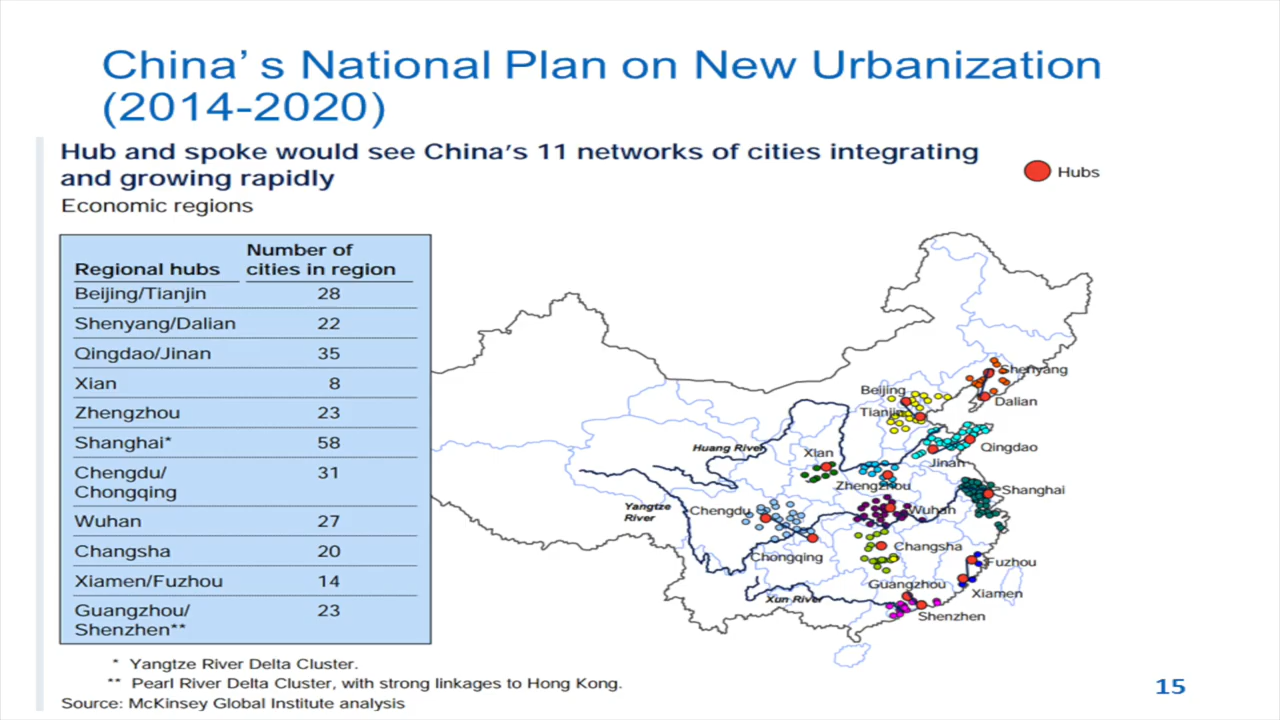 China’ s National Plan on New Urbanization
(2014-2020)
Hub and spoke would see China’s 11 networks of cities integrating
and growing rapidly
Economic regions
Hubs
Regional hubs Number of cities in region
Beijing/Tianjin 28
Shenyang/Dalian 22
Qingdao/Jinan 35
Xian 8
Zhengzhou 23
Shanghai* 58
Chengdu/
Chongqing 31
Wuhan 27
Changsha 20
Xiamen/Fuzhou 14
Guangzhou/
Shenzhen** 23
Shenyang
Beijing
Dalian
Tianjin
Huang River
Qingdao
Xian
Jinan
Zhengzhou
Shanghai
Yangtze
River
Chengdu
Wuhan
Changsha
Chongqing
Fuzhou
Guangzhou
Xiamen
Xun River
Shenzhen
* Yangtze River Delta Cluster.
** Pearl River Delta Cluster, with strong linkages to Hong Kong.
Source: McKinsey Global Institute analysis
15